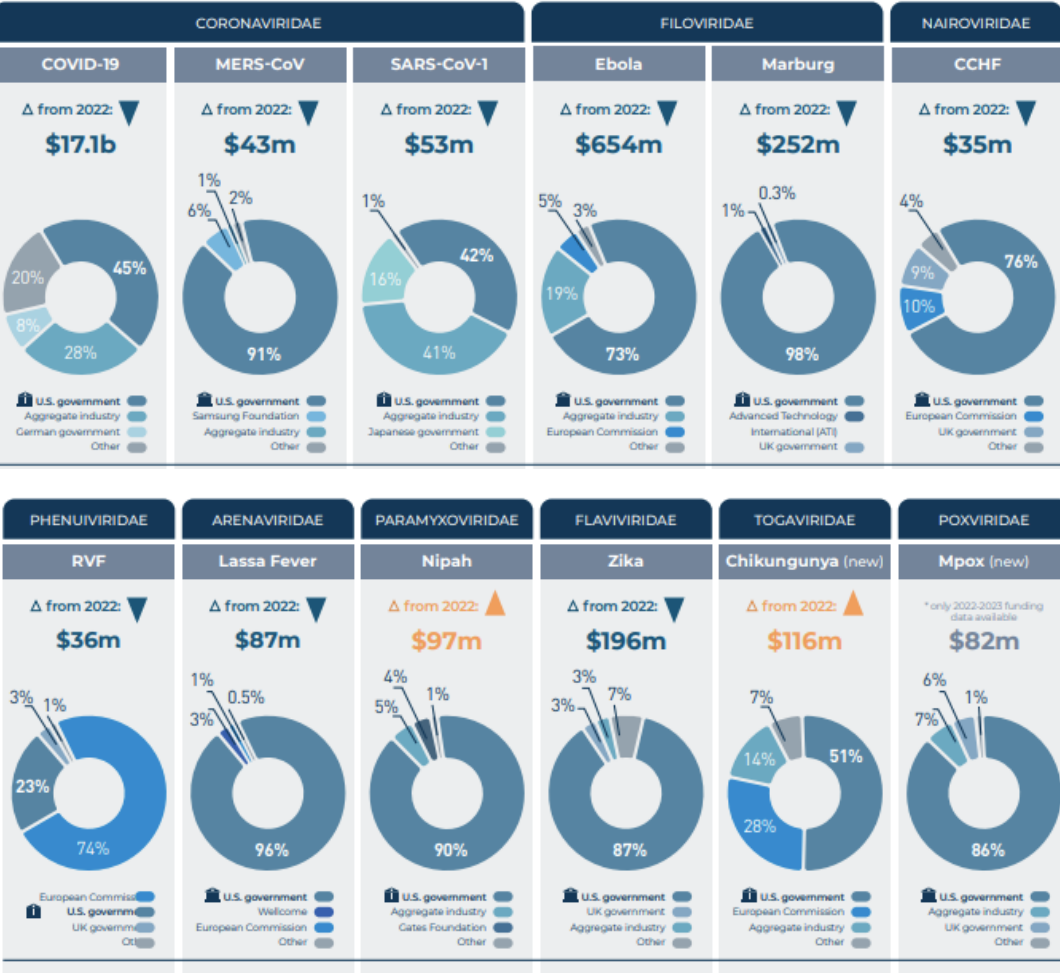 CORONAVIRIDAE
FILOVIRIDAE
NAIROVIRIDAE
COVID-19
MERS-CoV
SARS-CoV-1
Ebola
Marburg
CCHF
Δ from 2022:
Δ from 2022:
Δ from 2022:
Δ from 2022:
Δ from 2022:
Δ from 2022:
$17.1b
$43m
$53m
$654m
$252m
$35m
45%
28%
8%
20%
1%
2%
6%
91%
1%
42%
16%
41%
5%
3%
19%
73%
0.3%
1%
98%
4%
76%
9%
10%
U.S. government
Aggregate industry
German government
Other
U.S. government
Samsung Foundation
Aggregate industry
Other
U.S. government
Aggregate industry
Japanese government
Other
U.S. government
Aggregate industry
European Commission
Other
U.S. government
Advanced Technology
International (ATI)
UK government
U.S. government
European Commission
UK government
Other
PHENUIVIRIDAE
ARENAVIRIDAE
PARAMYXOVIRIDAE
FLAVIVIRIDAE
TOGAVIRIDAE
POXVIRIDAE
RVF
Lassa Fever
Nipah
Zika
Chikungunya (new)
Mpox (new)
Δ from 2022:
Δ from 2022:
Δ from 2022:
Δ from 2022:
Δ from 2022:
* only 2022-2023 funding
data available
$36m
$87m
$97m
$196m
$116m
$82m
3%
1%
23%
74%
1%
0.5%
3%
96%
4%
1%
5%
90%
3%
7%
3%
87%
7%
51%
14%
28%
6%
1%
7%
86%
European Commiss
U.S. governme
UK governm
Ot
U.S. government
Wellcome
European Commission
Other
U.S. government
Aggregate industry
Gates Foundation
Other
U.S. government
UK government
Aggregate industry
Other
U.S. government
European Commission
Aggregate industry
Other
U.S. government
Aggregate industry
UK government
Other